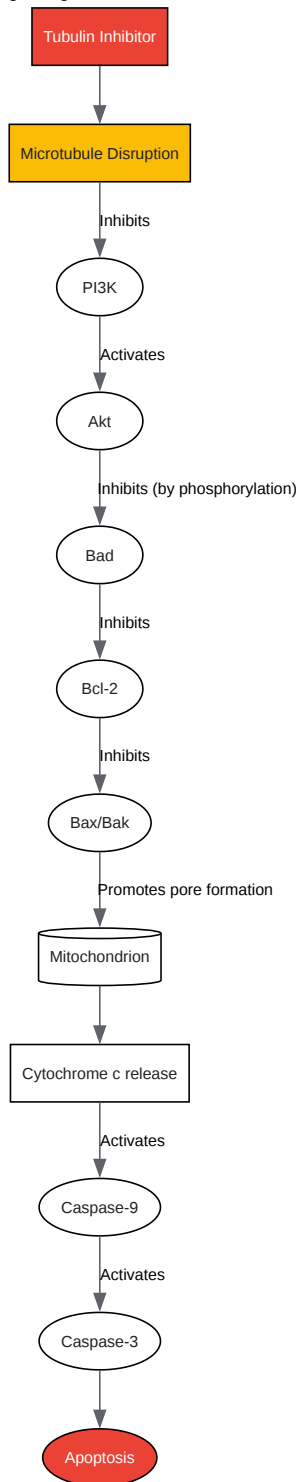 Tubulin Inhibitor
Microtubule Disruption
Inhibits
PI3K
Activates
Akt
Inhibits (by phosphorylation)
Bad
Inhibits
Bcl-2
Inhibits
Bax/Bak
Promotes pore formation
Mitochondrion
Cytochrome c release
Activates
Caspase-9
Activates
Caspase-3
Apoptosis